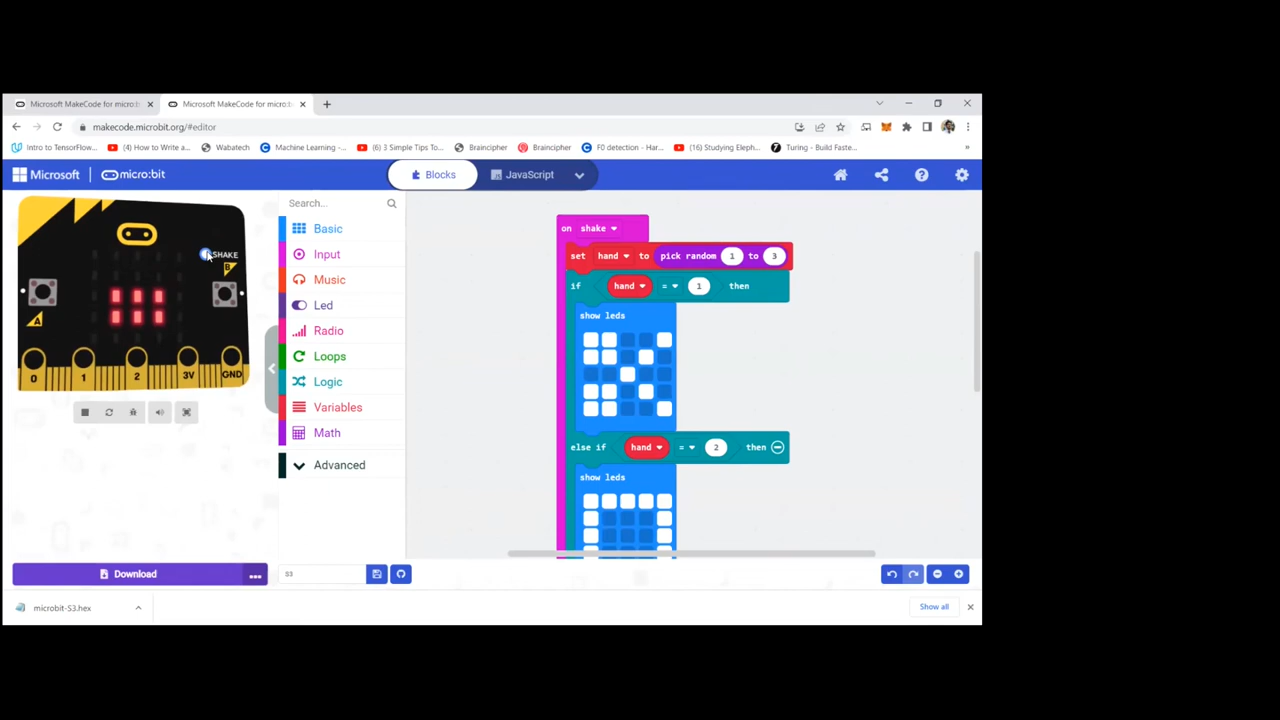 Microsoft MakeCode for micro:b
Microsoft MakeCode for micro:b
makecode.microbit.org/#editor
Intro to TensorFlow...
(4) How to Write a...
Wabatech
Machine Learning -...
(6) 3 Simple Tips To...
Braincipher
Braincipher
F0 detection - Har...
(16) Studying Eleph...
Turing - Build Faste...
»
Microsoft
micro:bit
Blocks
JavaScript
SHAKE
B
A
0
1
2
3V
GND
Search...
Basic
Input
Music
Led
Radio
Loops
Logic
Variables
Math
Advanced
on shake
set hand to pick random 1 to 3
if hand = 1 then
show leds
else if hand = 2 then
show leds
Download
...
S3
microbit-S3.hex
Show all